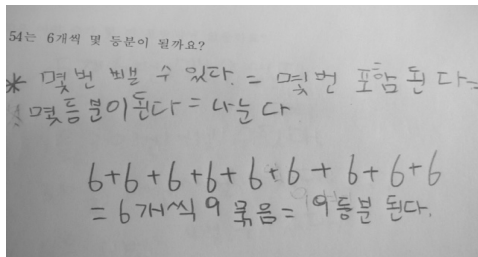 54는 6개씩 몇 등분이 될까요?
* 몇번 뺄 수 있다. = 몇번 포함 된다=
몇등분이된다 = 나눈다
6+6+6+6+6+6+6+6+6
= 6개씩 9 묶음= 9등분 된다.